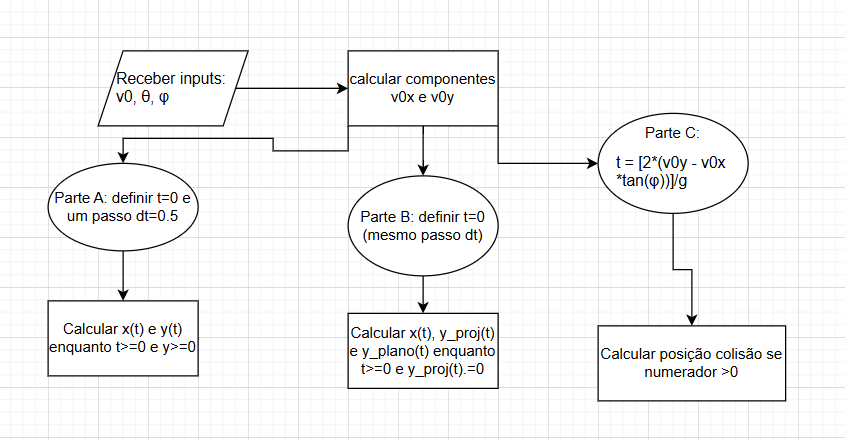 Receber inputs:
v0, θ, φ
calcular componentes
v0x e v0y
Parte C:
t = [2*(v0y - v0x
*tan(φ))]/g
Parte A: definir t=0 e
um passo dt=0.5
Parte B: definir t=0
(mesmo passo dt)
Calcular x(t) e y(t)
enquanto t>=0 e y>=0
Calcular x(t), y_proj(t)
e y_plano(t) enquanto
t>=0 e y_proj(t).=0
Calcular posição colisão se
numerador >0